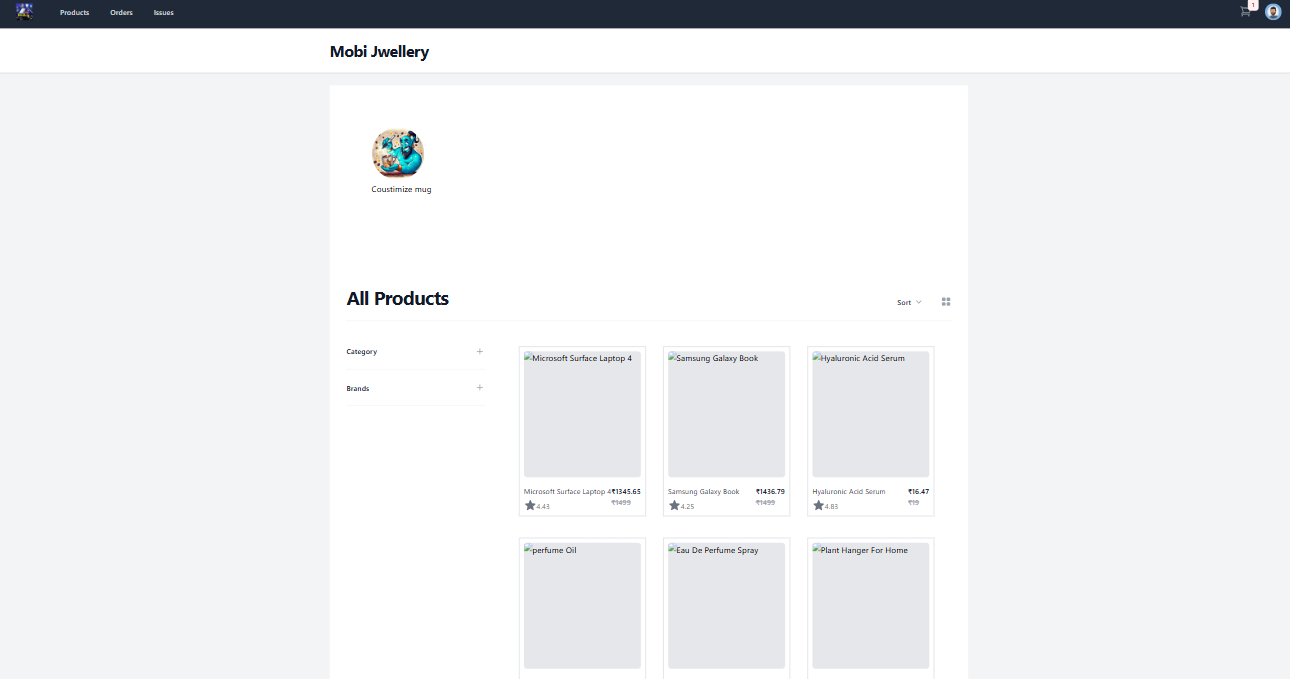 Products Orders Issues 1
Mobi Jwellery
Coustimize mug
All Products
Sort
Category
Brands
Microsoft Surface Laptop 4
Samsung Galaxy Book
Hyaluronic Acid Serum
Microsoft Surface Laptop 4 ₹1345.65
4.43 ₹1499
Samsung Galaxy Book ₹1436.79
4.25 ₹1499
Hyaluronic Acid Serum ₹16.47
4.83 ₹19
perfume Oil
Eau De Perfume Spray
Plant Hanger For Home